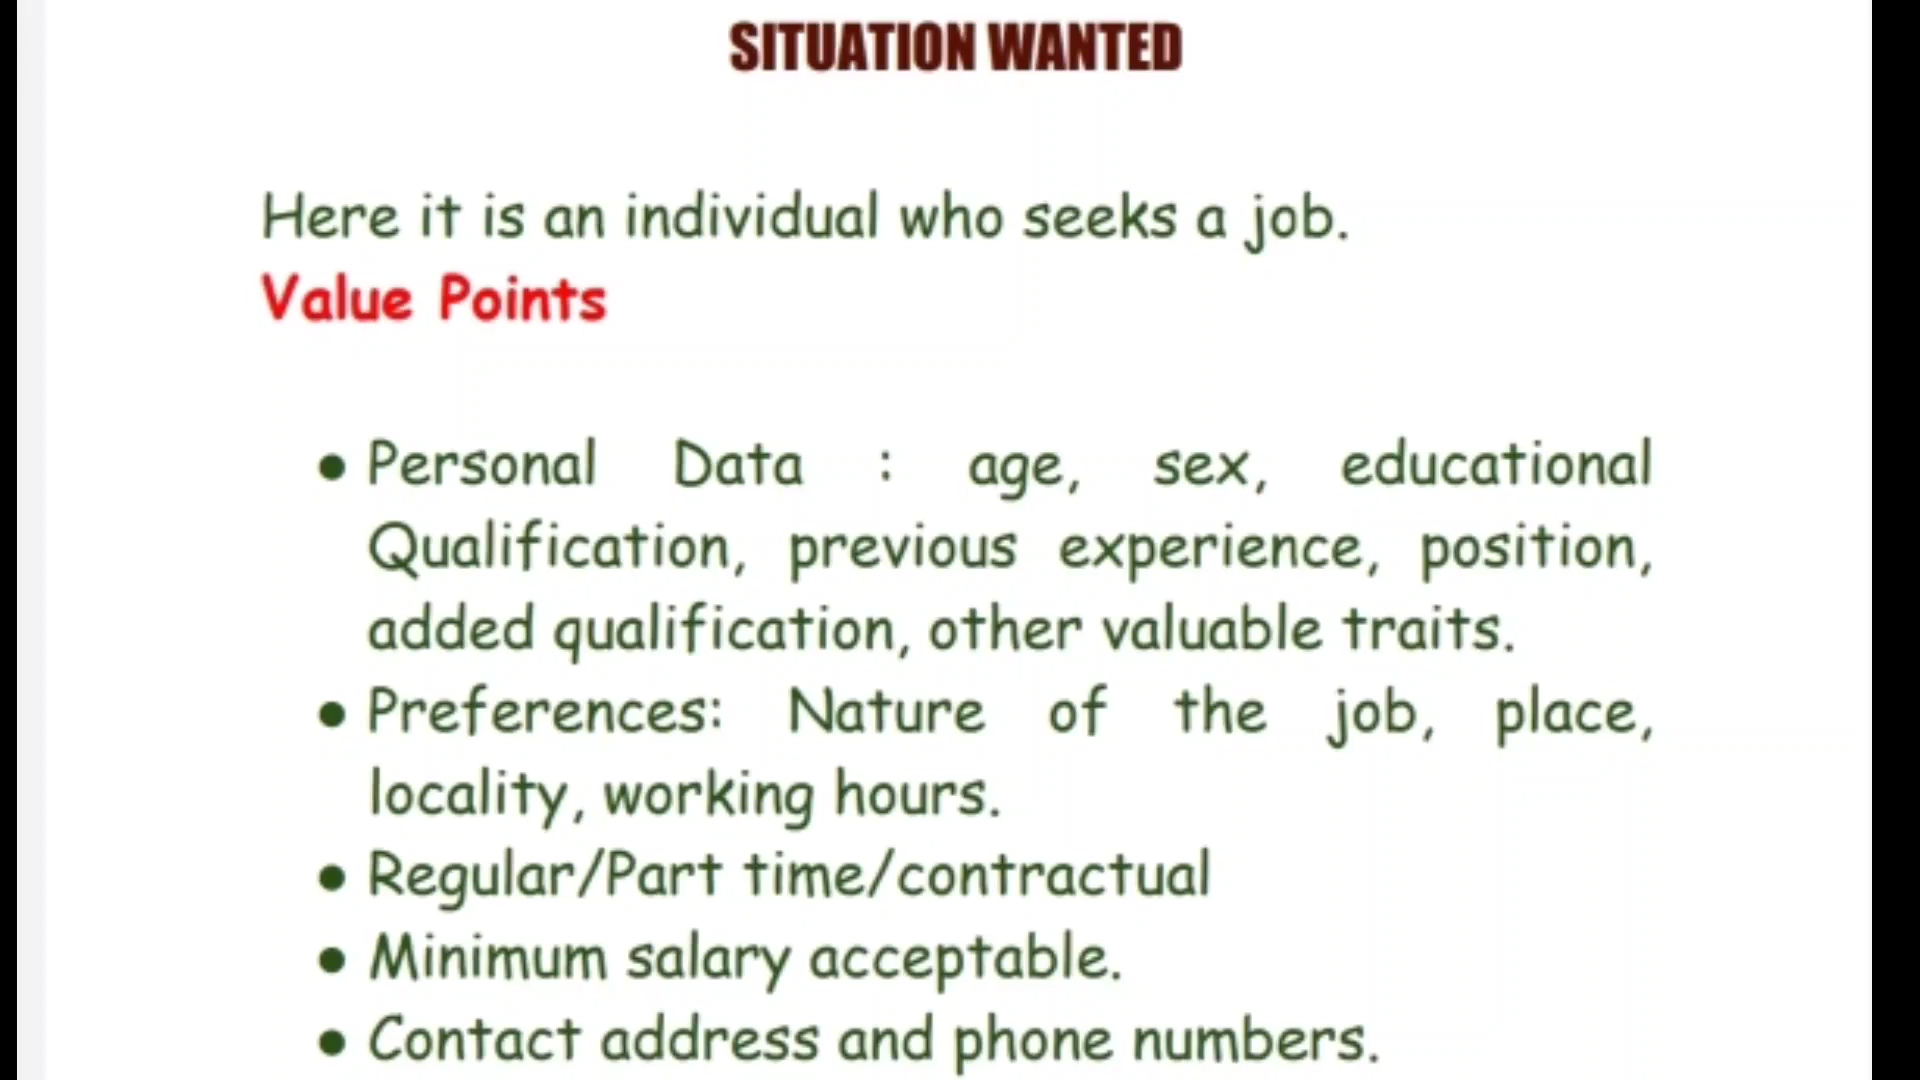 SITUATION WANTED
Here it is an individual who seeks a job.
Value Points
● Personal Data : age, sex, educational
Qualification, previous experience, position,
added qualification, other valuable traits.
● Preferences: Nature of the job, place,
locality, working hours.
● Regular/Part time/contractual
● Minimum salary acceptable.
● Contact address and phone numbers.